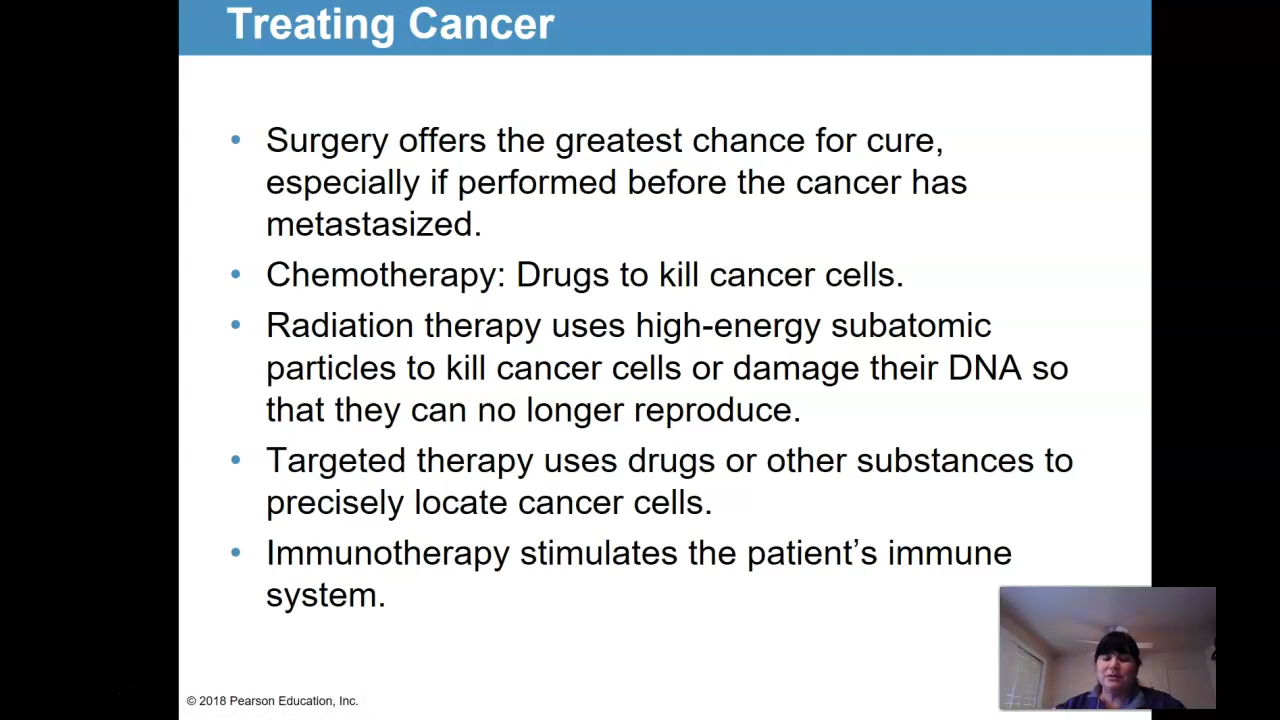 Treating Cancer
• Surgery offers the greatest chance for cure,
especially if performed before the cancer has
metastasized.
• Chemotherapy: Drugs to kill cancer cells.
• Radiation therapy uses high-energy subatomic
particles to kill cancer cells or damage their DNA so
that they can no longer reproduce.
• Targeted therapy uses drugs or other substances to
precisely locate cancer cells.
• Immunotherapy stimulates the patient’s immune
system.
© 2018 Pearson Education, Inc.